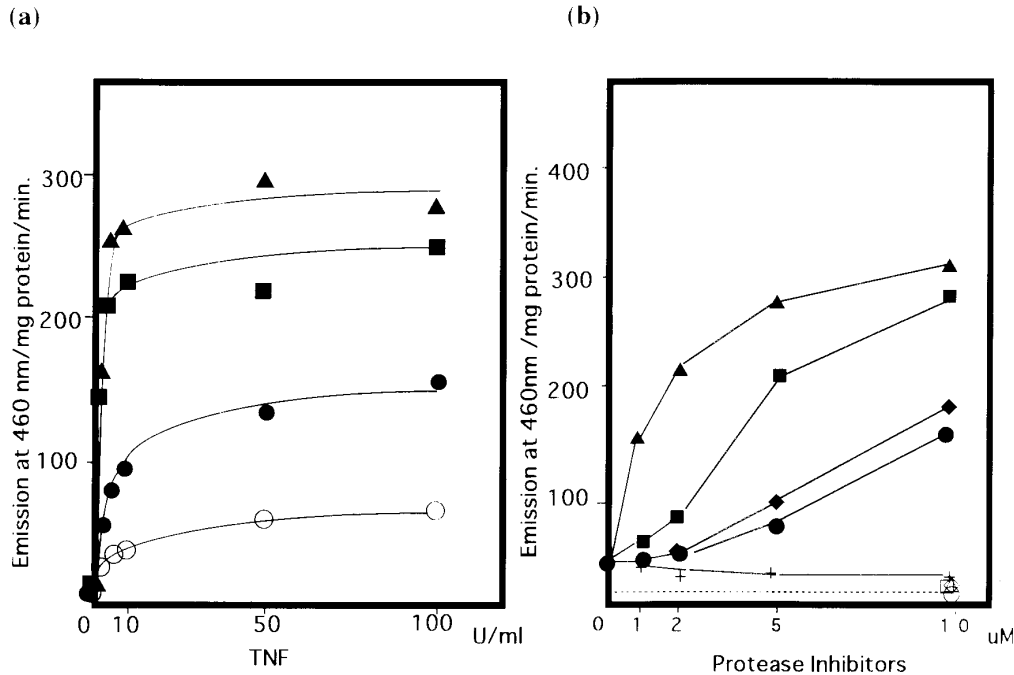 (a)
(b)
Emission at 460 nm/mg protein/min.
300
200
100
0 10 50 100 U/ml
TNF
Emission at 460nm /mg protein/min.
400
300
200
100
0 1 2 5 1 0 uM
Protease Inhibitors